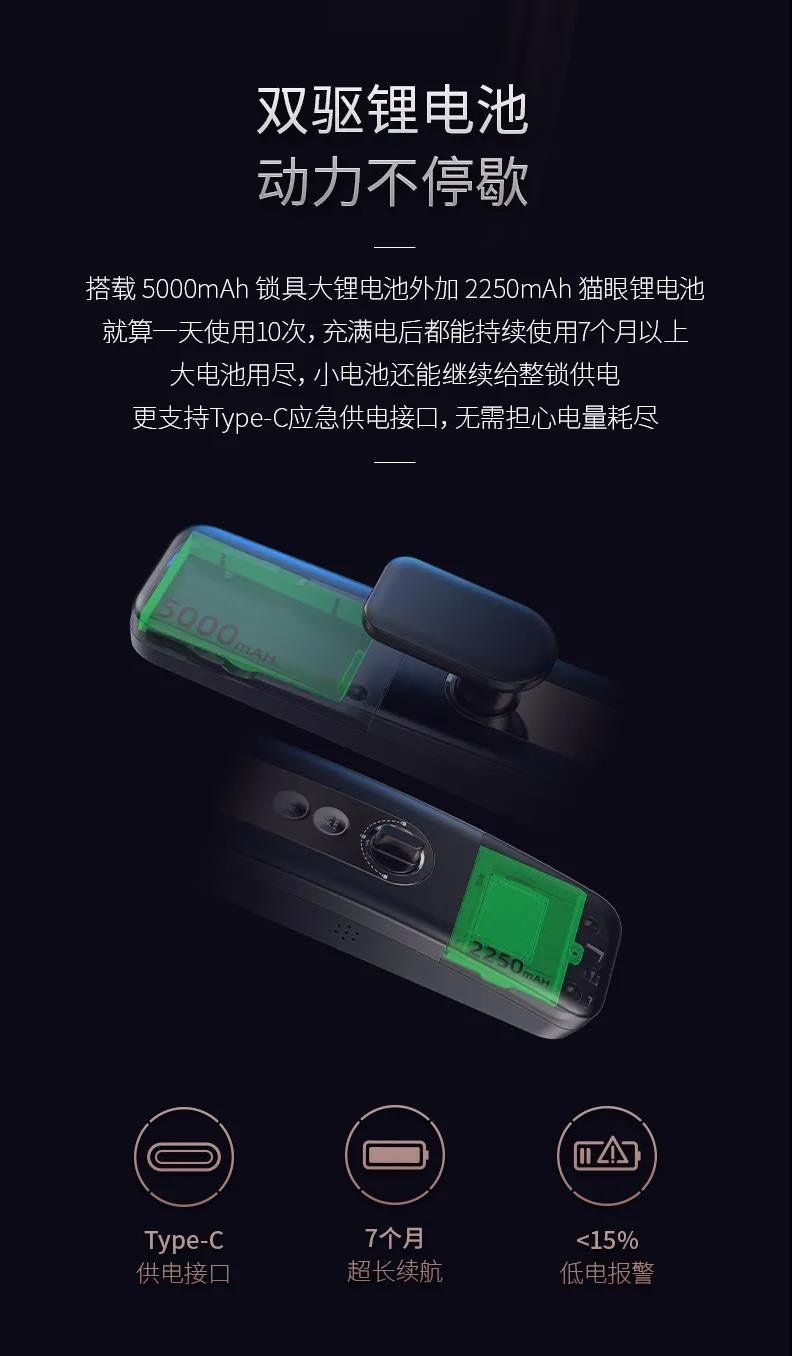 双驱锂电池
动力不停歇
搭载 5000mAh 锁具大锂电池外加 2250mAh 猫眼锂电池
就算一天使用10次，充满电后都能持续使用7个月以上
大电池用尽，小电池还能继续给整锁供电
更支持Type-C应急供电接口，无需担心电量耗尽
5000mAH
2250mAH
Type-C
供电接口
7个月
超长续航
<15%
低电报警